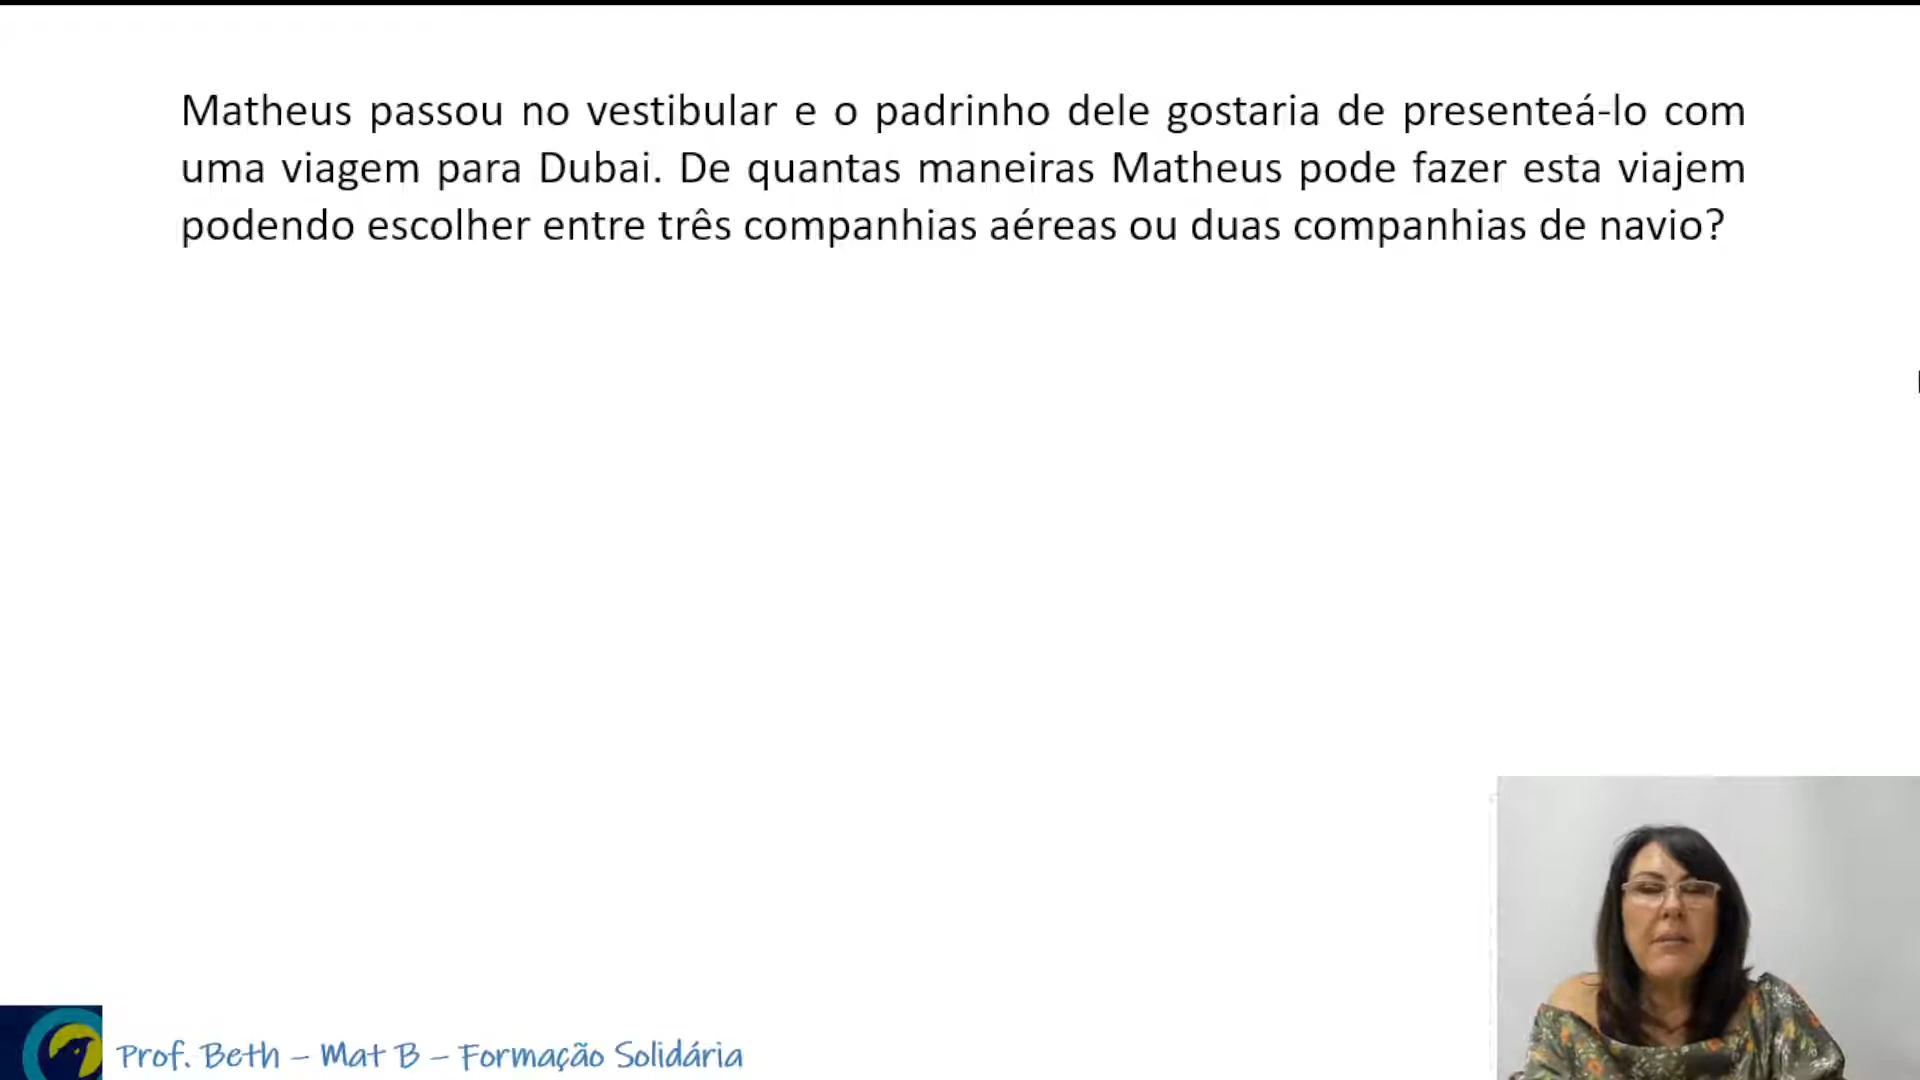 Matheus passou no vestibular e o padrinho dele gostaria de presenteá-lo com
uma viagem para Dubai. De quantas maneiras Matheus pode fazer esta viajem
podendo escolher entre três companhias aéreas ou duas companhias de navio?
Prof. Beth – Mat B – Formação Solidária